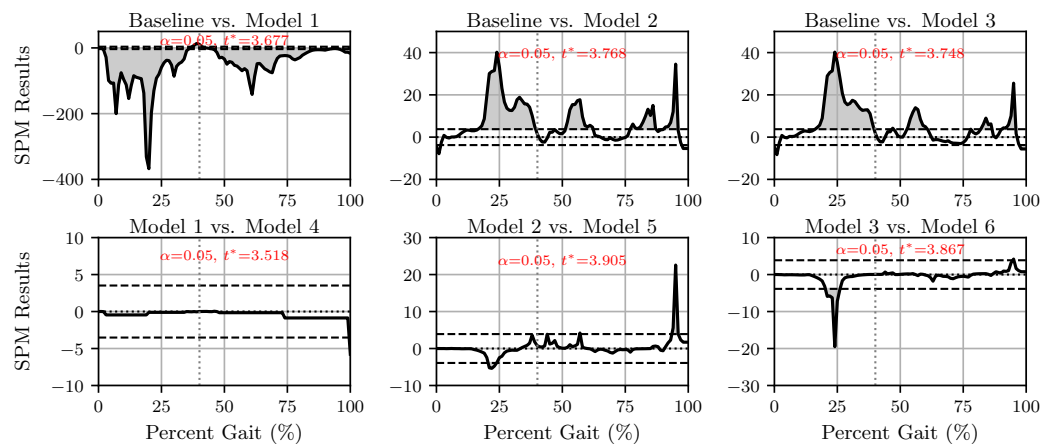 Baseline vs. Model 1
Baseline vs. Model 2
Baseline vs. Model 3
SPM Results
0
−200
−400
α=0.05, t*=3.677
0 25 50 75 100
40
20
0
−20
α=0.05, t*=3.768
0 25 50 75 100
40
20
0
−20
α=0.05, t*=3.748
0 25 50 75 100
Model 1 vs. Model 4
Model 2 vs. Model 5
Model 3 vs. Model 6
SPM Results
10
5
0
−5
−10
α=0.05, t*=3.518
0 25 50 75 100
Percent Gait (%)
30
20
10
0
−10
α=0.05, t*=3.905
0 25 50 75 100
Percent Gait (%)
10
0
−10
−20
−30
α=0.05, t*=3.867
0 25 50 75 100
Percent Gait (%)